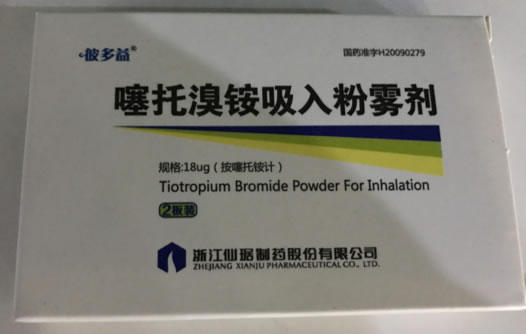 彼多益®
国药准字H20090279
噻托溴铵吸入粉雾剂
规格:18ug（按噻托铵计）
Tiotropium Bromide Powder For Inhalation
2板装
浙江仙琚制药股份有限公司
ZHEJIANG XIANJU PHARMACEUTICAL CO., LTD.